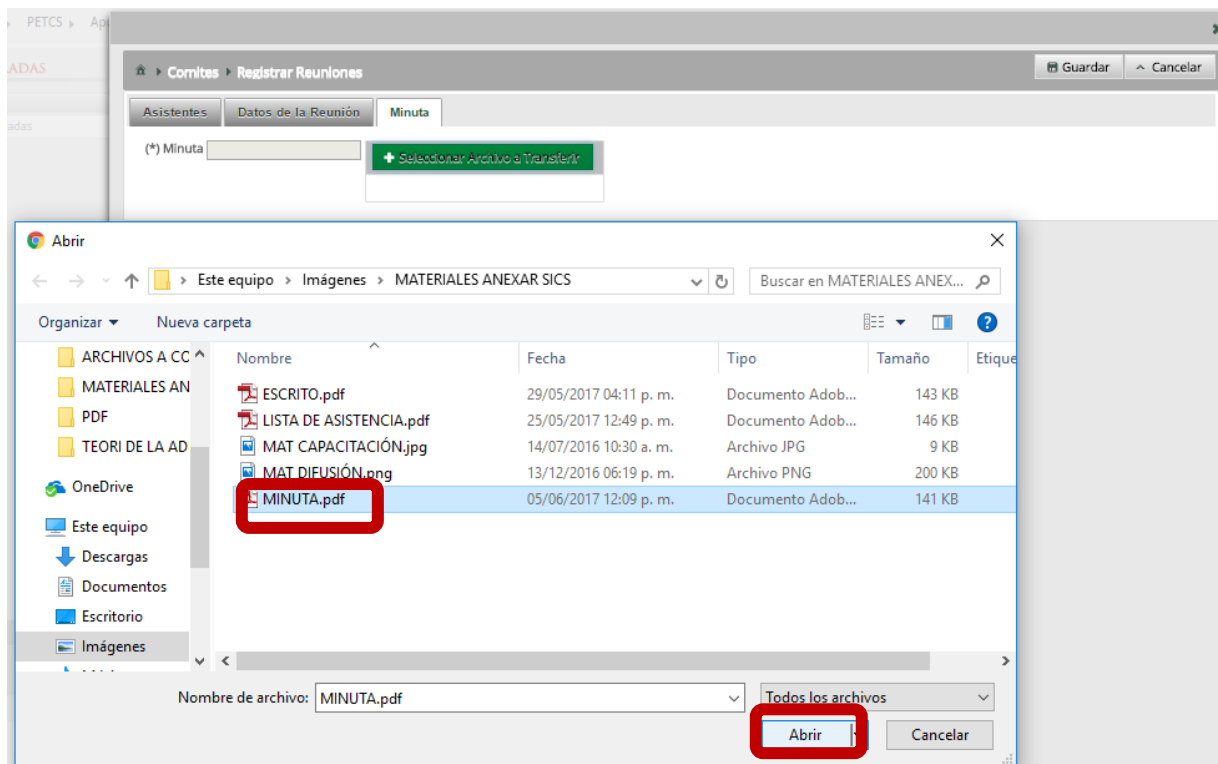 PETCS
ADAS
Comites Registrar Reuniones
Guardar Cancelar
Asistentes Datos de la Reunión Minuta
adas
(*) Minuta
Seleccionar Archivo a Transferir
Abrir
Este equipo > Imágenes > MATERIALES ANEXAR SICS
Buscar en MATERIALES ANEX...
Organizar Nueva carpeta
ARCHIVOS A CC
MATERIALES AN
PDF
TEORI DE LA AD
OneDrive
Este equipo
Descargas
Documentos
Escritorio
Imágenes
Nombre Fecha Tipo Tamaño Etique
ESCRITO.pdf 29/05/2017 04:11 p. m. Documento Adob... 143 KB
LISTA DE ASISTENCIA.pdf 25/05/2017 12:49 p. m. Documento Adob... 146 KB
MAT CAPACITACIÓN.jpg 14/07/2016 10:30 a. m. Archivo JPG 9 KB
MAT DIFUSIÓN.png 13/12/2016 06:19 p. m. Archivo PNG 200 KB
MINUTA.pdf 05/06/2017 12:09 p. m. Documento Adob... 141 KB
Nombre de archivo: MINUTA.pdf
Todos los archivos
Abrir Cancelar